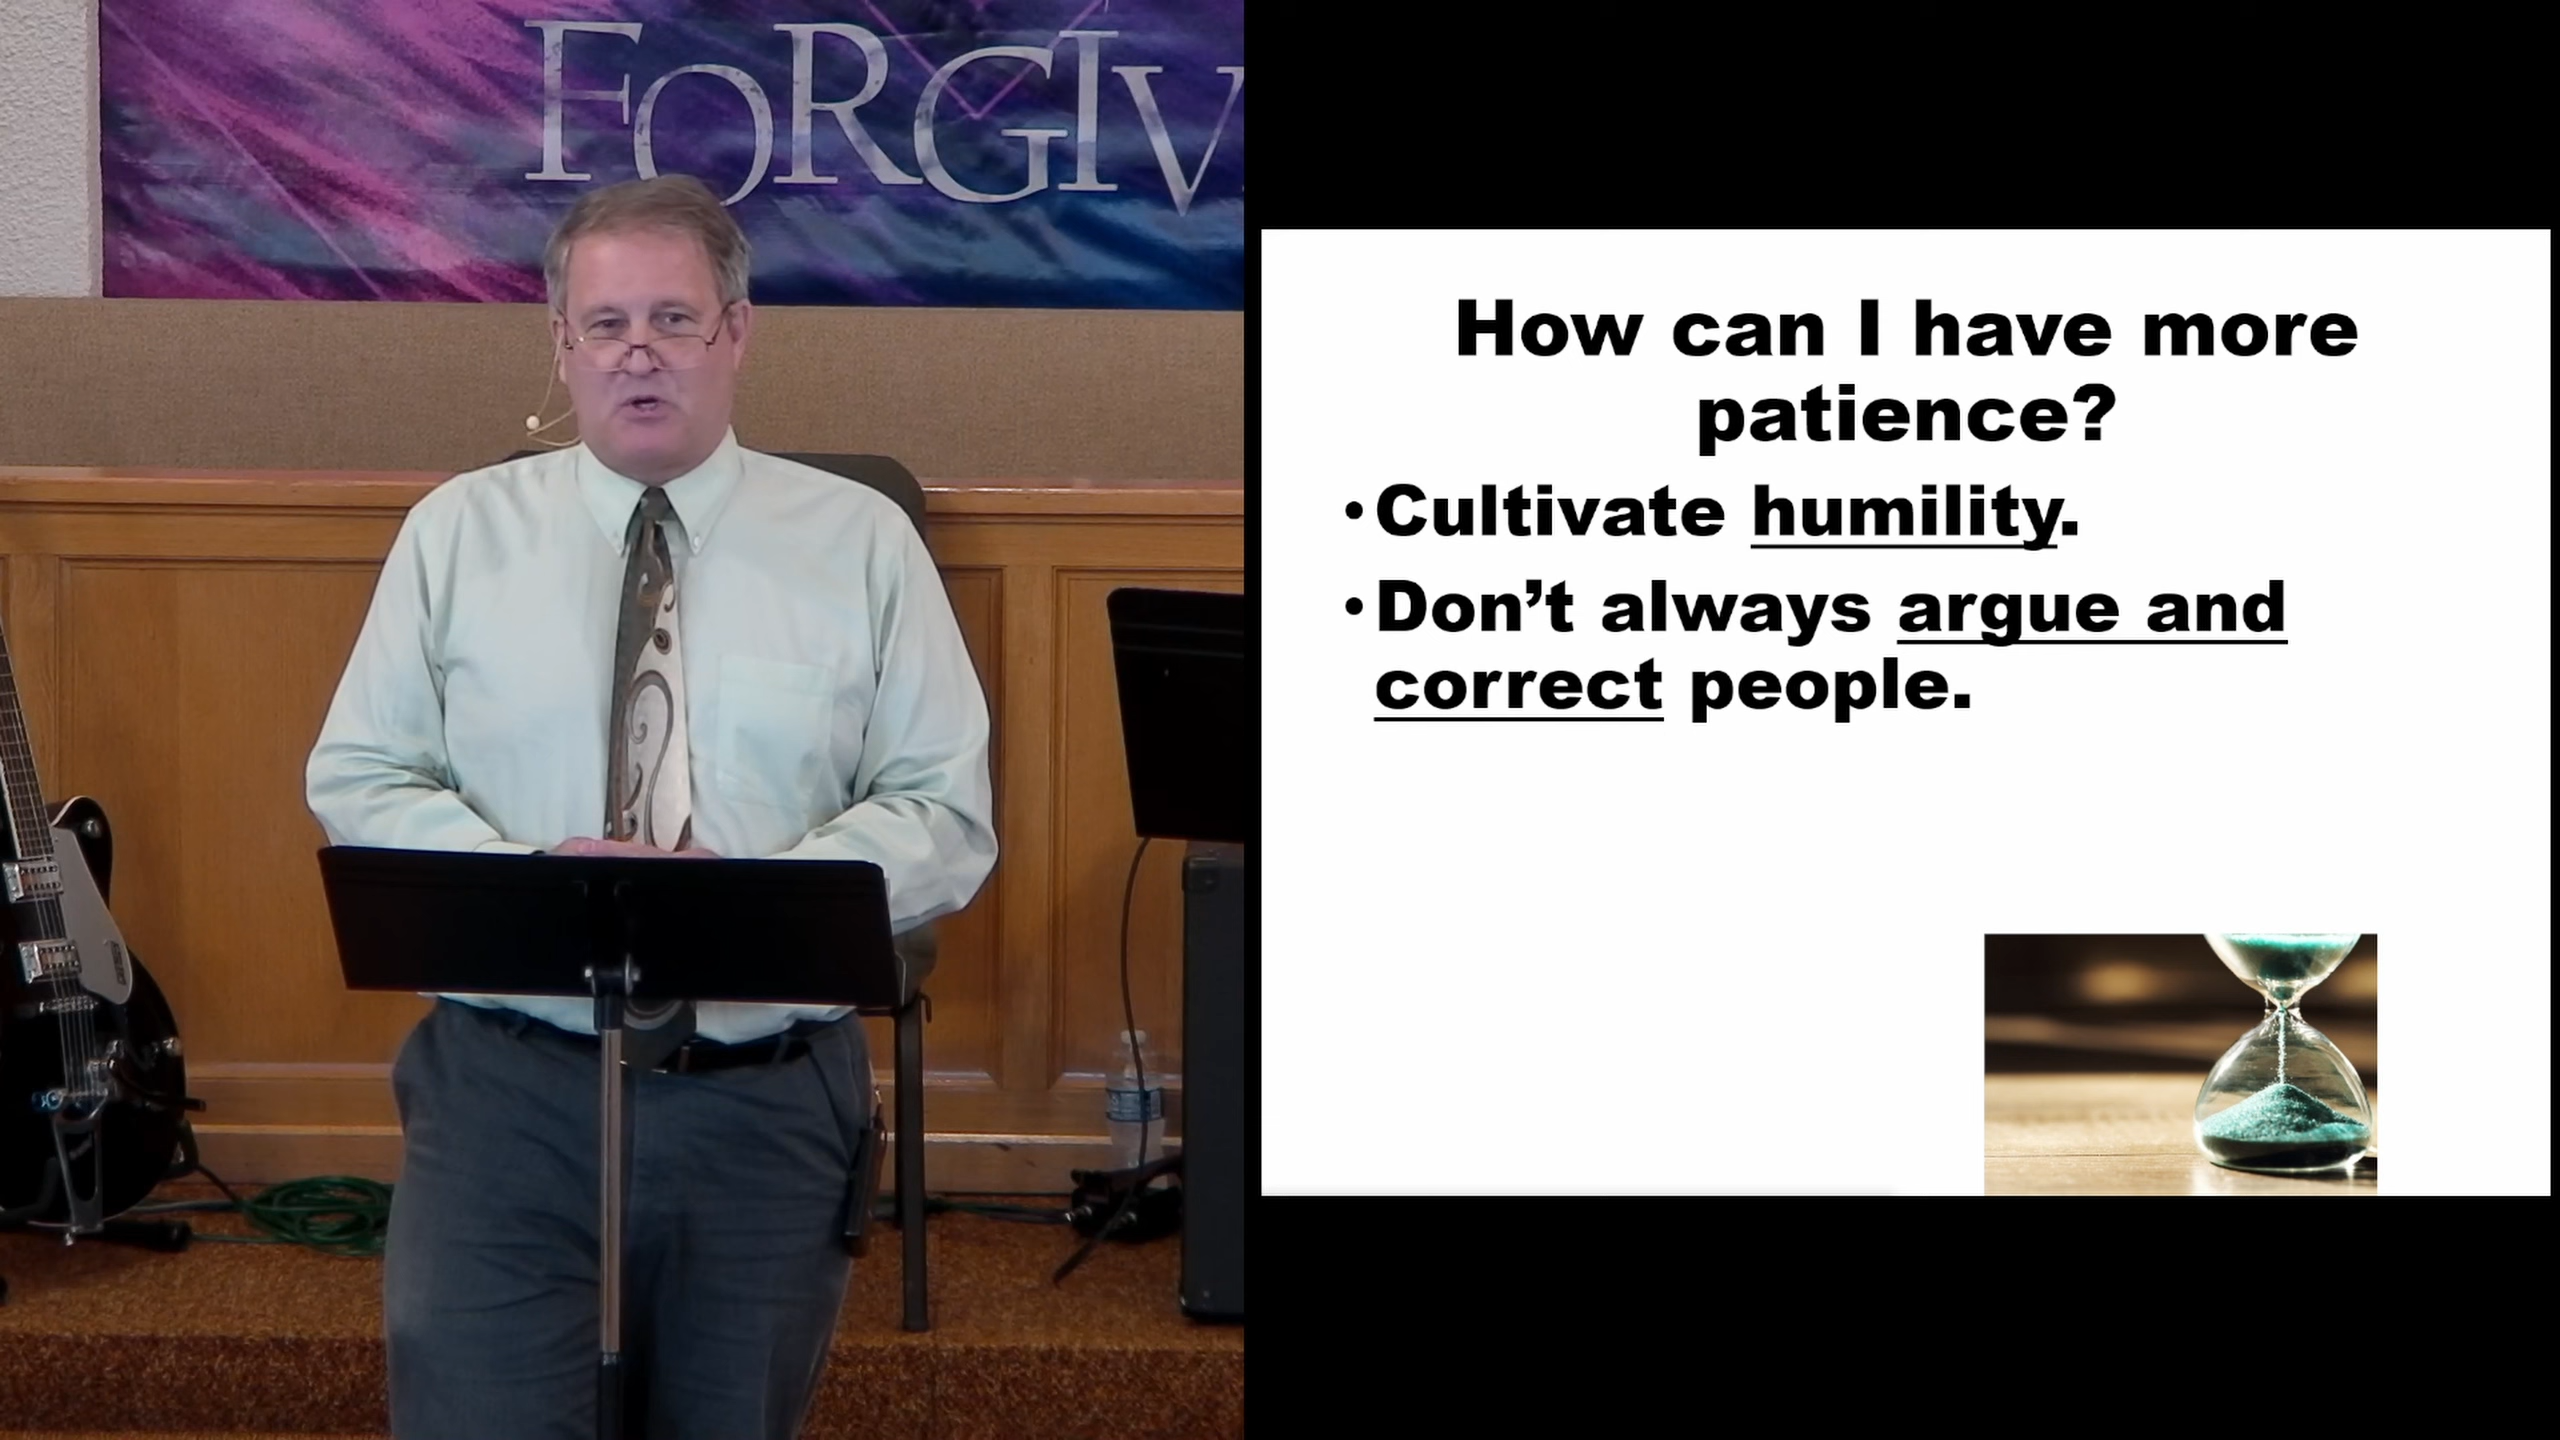 FORGIV
How can I have more
patience?
• Cultivate humility.
• Don’t always argue and
correct people.